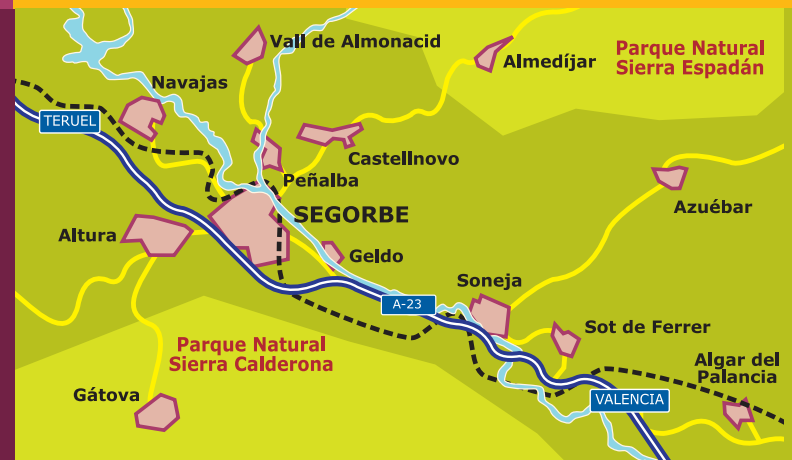 Vall de Almonacid
Almedíjar
Parque Natural
Sierra Espadán
Navajas
TERUEL
Castellnovo
Peñalba
Azuébar
SEGORBE
Altura
Geldo
Soneja
A-23
Sot de Ferrer
Parque Natural
Sierra Calderona
Algar del
Palancia
Gátova
VALENCIA